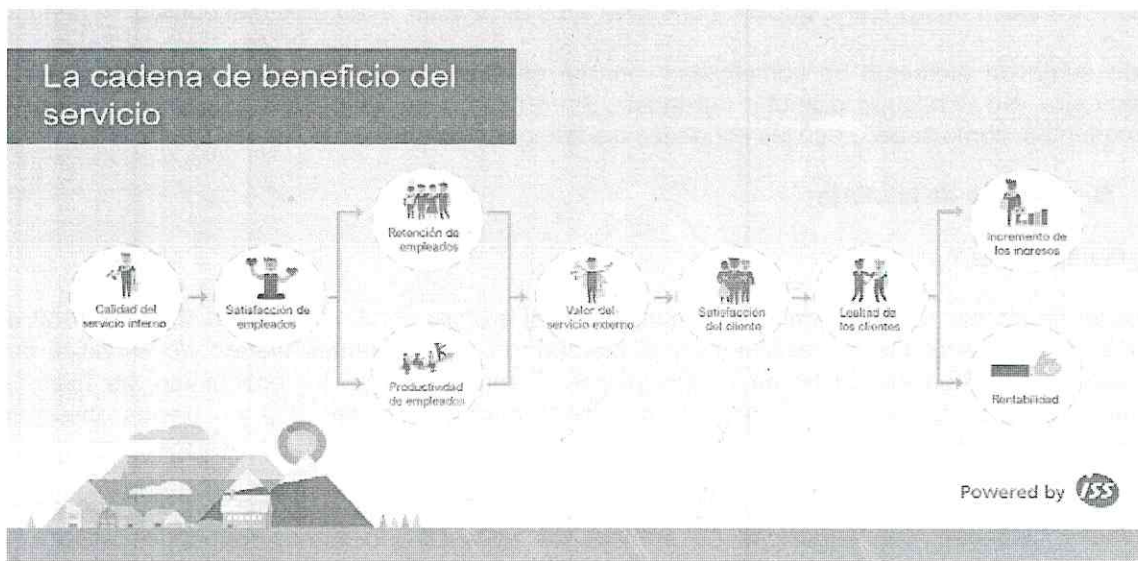 La cadena de beneficio del
servicio
Calidad del
servicio interno
Satisfacción de
empleados
Retención de
empleados
Productividad
de empleados
Valor del
servicio externo
Satisfacción
del cliente
Lealtad de
los clientes
Incremento de
los ingresos
Rentabilidad
Powered by ISS